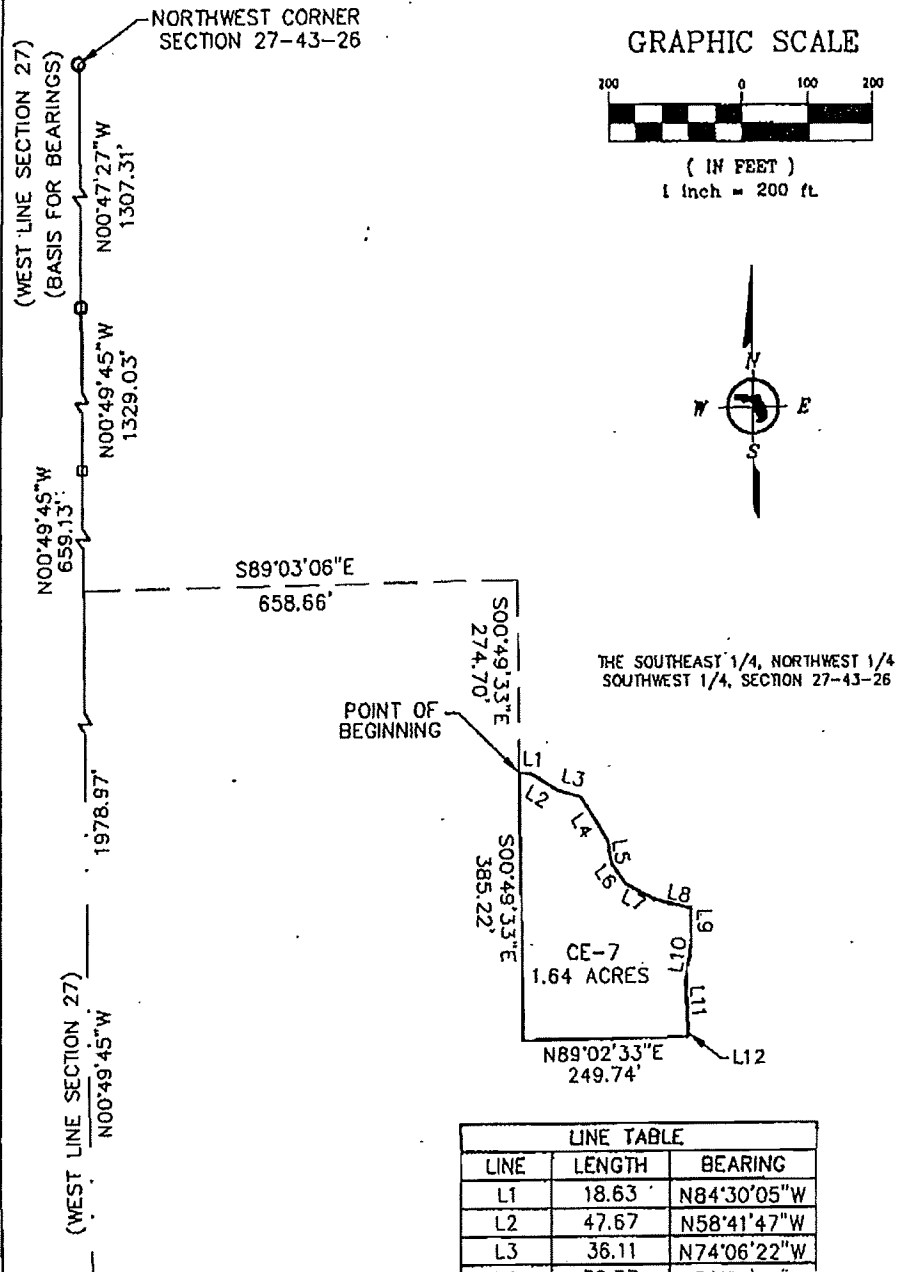 NORTHWEST CORNER
SECTION 27-43-26
GRAPHIC SCALE
200 0 100 200
( IN FEET )
1 inch = 200 ft.
(WEST LINE SECTION 27)
(BASIS FOR BEARINGS)
N00°47'27"W
1307.31'
N00°49'45"W
1329.03'
N00°49'45"W
659.13'
N
W E
S
S89°03'06"E
658.66'
S00°49'33"E
274.70'
THE SOUTHEAST 1/4, NORTHWEST 1/4
SOUTHWEST 1/4, SECTION 27-43-26
POINT OF
BEGINNING
L1
L2
L3
L4
L5
L6
L7
L8
L9
L10
L11
L12
1978.97'
S00°49'33"E
385.22'
CE-7
1.64 ACRES
N89°02'33"E
249.74'
(WEST LINE SECTION 27)
N00°49'45"W
LINE TABLE
LINE LENGTH BEARING
L1 18.63 N84°30'05"W
L2 47.67 N58°41'47"W
L3 36.11 N74°06'22"W